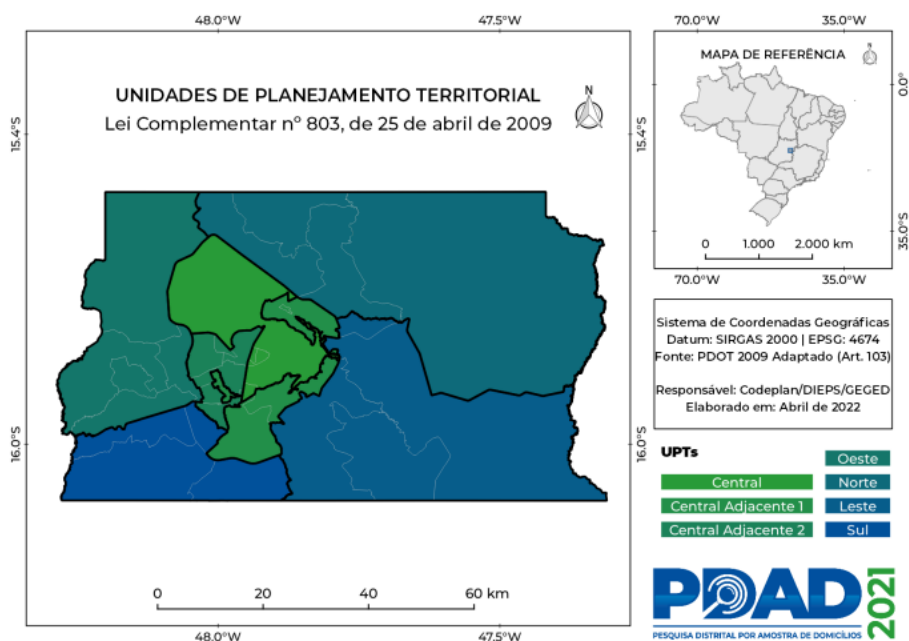 48.0°W
47.5°W
70.0°W
35.0°W
UNIDADES DE PLANEJAMENTO TERRITORIAL
Lei Complementar nº 803, de 25 de abril de 2009
N
15.4°S
15.4°S
16.0°S
16.0°S
0
20
40
60 km
48.0°W
47.5°W
MAPA DE REFERÊNCIA
N
0.0°
0.0°
35.0°S
35.0°S
0
1.000
2.000 km
70.0°W
35.0°W
Sistema de Coordenadas Geográficas
Datum: SIRGAS 2000 | EPSG: 4674
Fonte: PDOT 2009 Adaptado (Art. 103)
Responsável: Codeplan/DIEPS/GEGED
Elaborado em: Abril de 2022
UPTs
Central
Central Adjacente 1
Central Adjacente 2
Oeste
Norte
Leste
Sul
PDAD
2021
PESQUISA DISTRITAL POR AMOSTRA DE DOMICÍLIOS